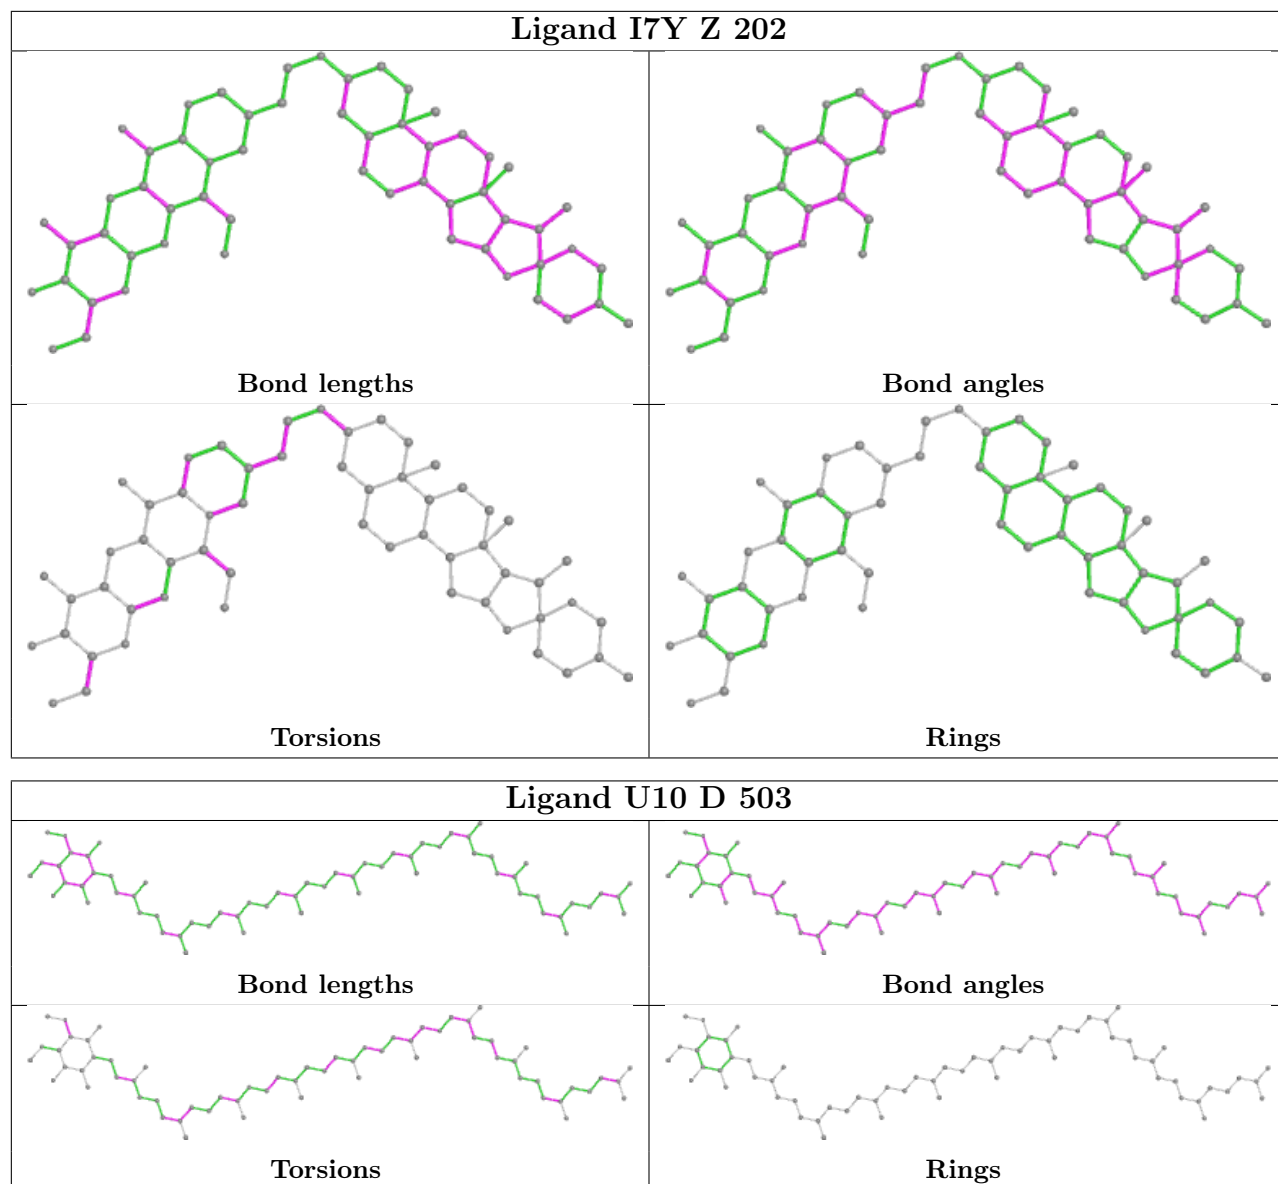 Ligand I7Y Z 202
Bond lengths
Bond angles
Torsions
Rings
Ligand U10 D 503
Bond lengths
Bond angles
Torsions
Rings